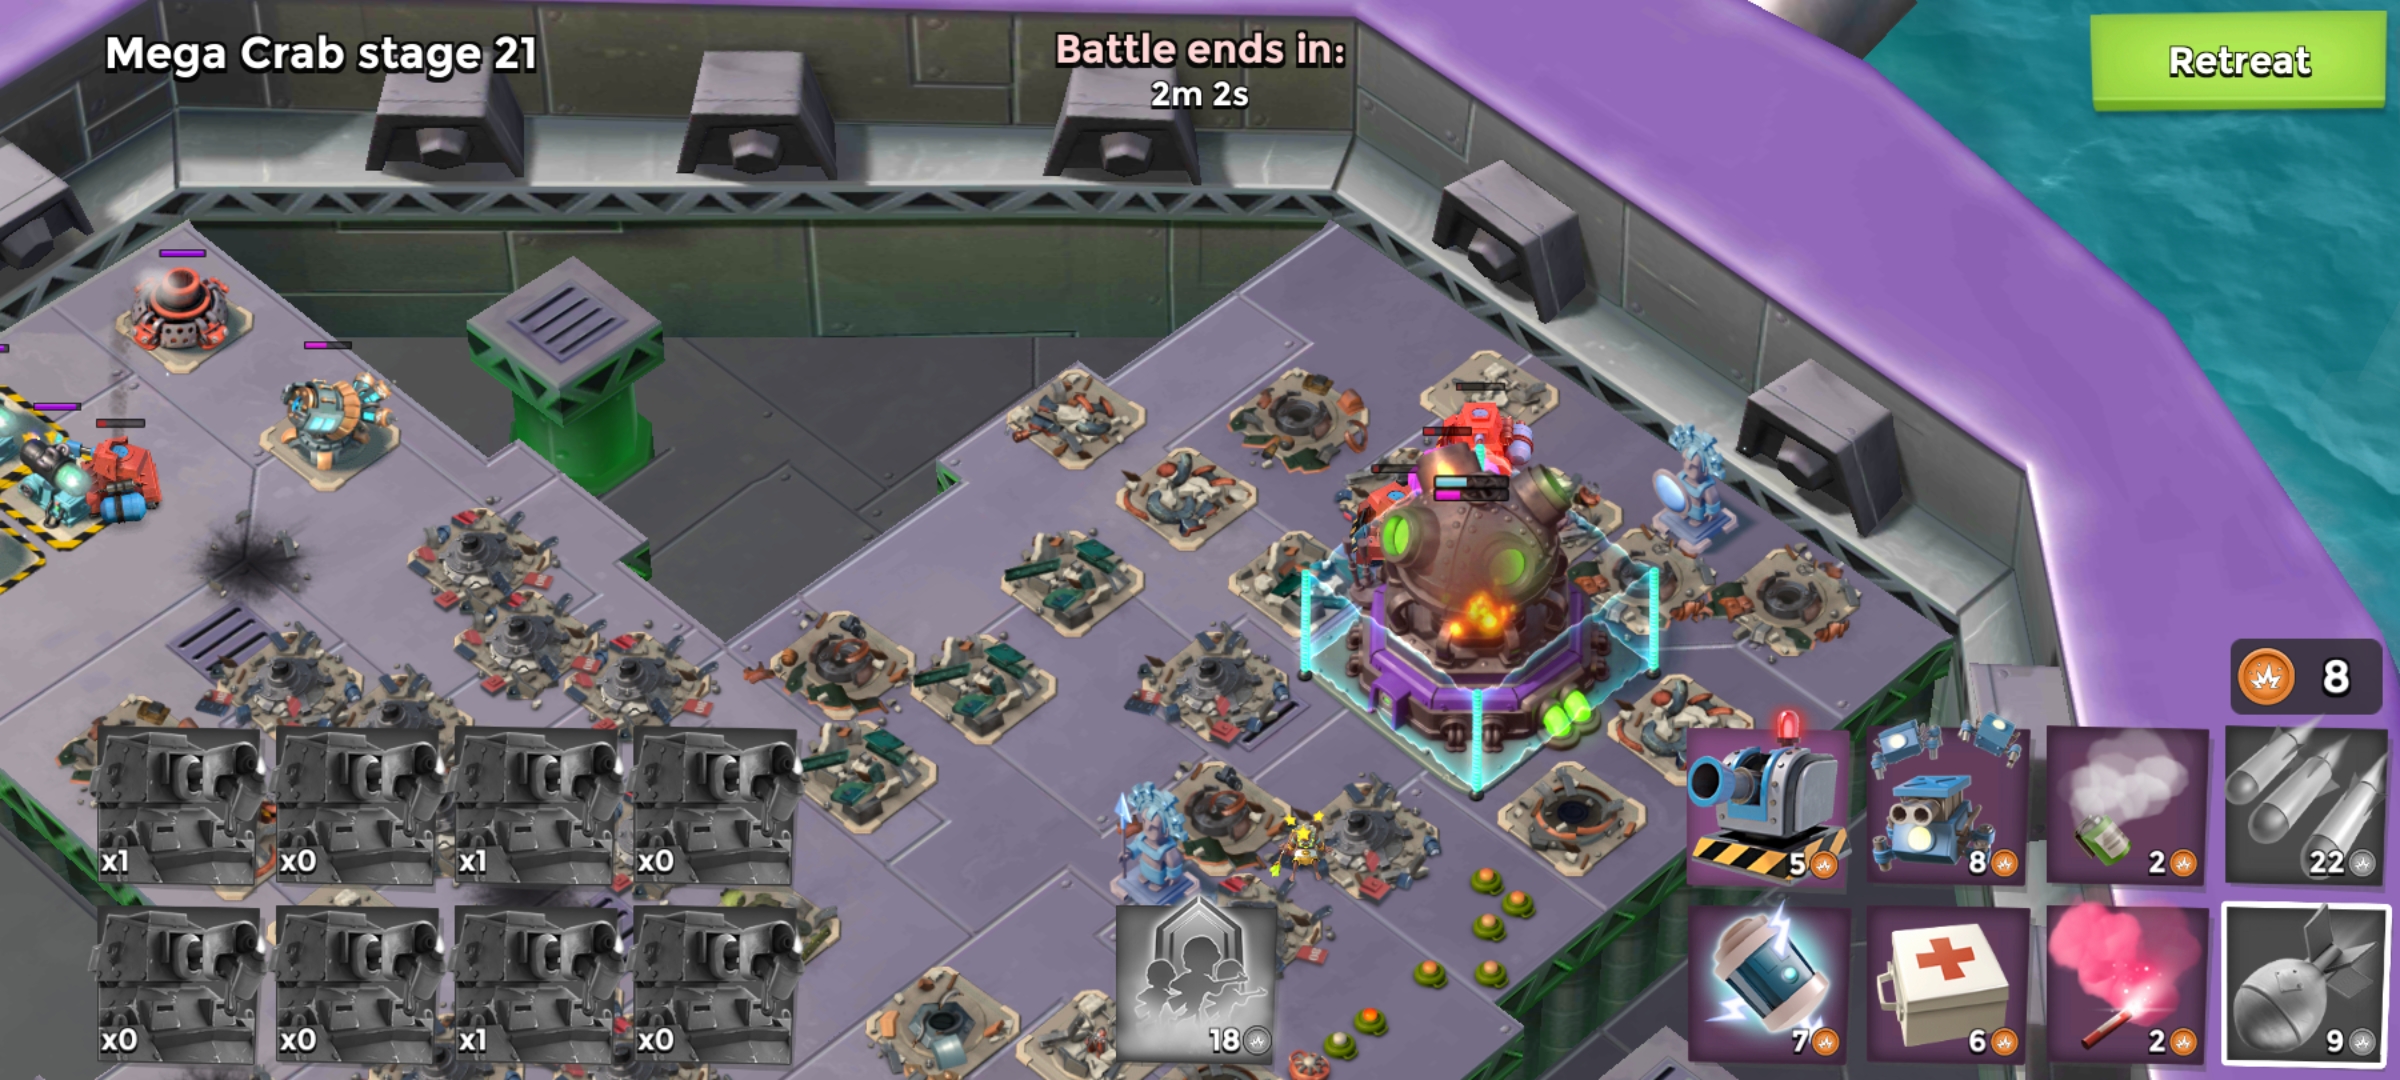 Mega Crab stage 21
Battle ends in:
2m 2s
Retreat
8
x1
x0
x1
x0
5
8
2
22
x0
x0
x1
x0
18
7
6
2
9